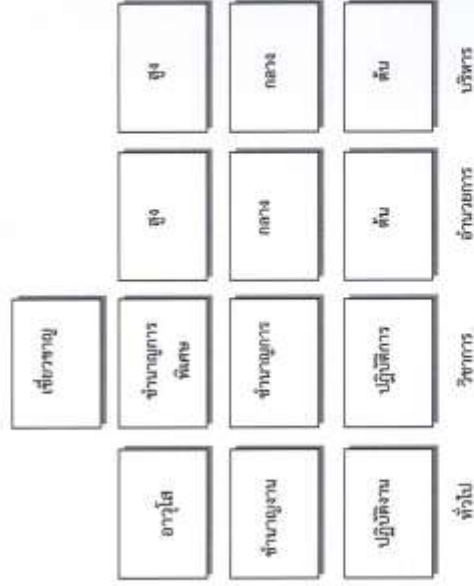 เชี่ยวชาญ
อาวุโส
ชำนาญการ
พิเศษ
สูง
สูง
ชำนาญงาน
ชำนาญการ
กลาง
กลาง
ปฏิบัติงาน
ปฏิบัติการ
ต้น
ต้น
ทั่วไป
วิชาการ
อำนวยการ
บริหาร